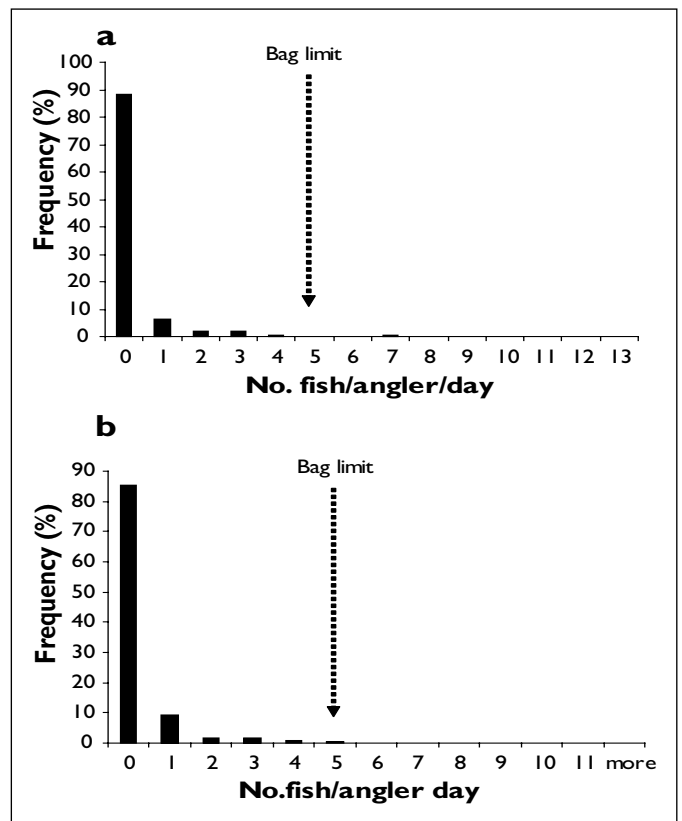 a
Bag limit
Frequency (%)
100
90
80
70
60
50
40
30
20
10
0
0 1 2 3 4 5 6 7 8 9 10 11 12 13
No. fish/angler/day
b
Bag limit
Frequency (%)
90
80
70
60
50
40
30
20
10
0
0 1 2 3 4 5 6 7 8 9 10 11 more
No.fish/angler day